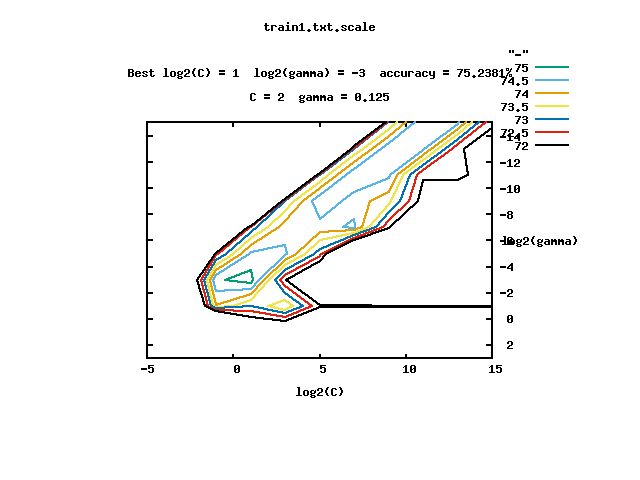 train1.txt.scale
"-"
Best log2(C) = 1 log2(gamma) = -3 accuracy = 75.2381%
75
74.5
74
C = 2 gamma = 0.125
73.5
73
72.5
-14
72
-12
-10
-8
-6
log2(gamma)
-4
-2
0
2
-5 0 5 10 15
log2(C)